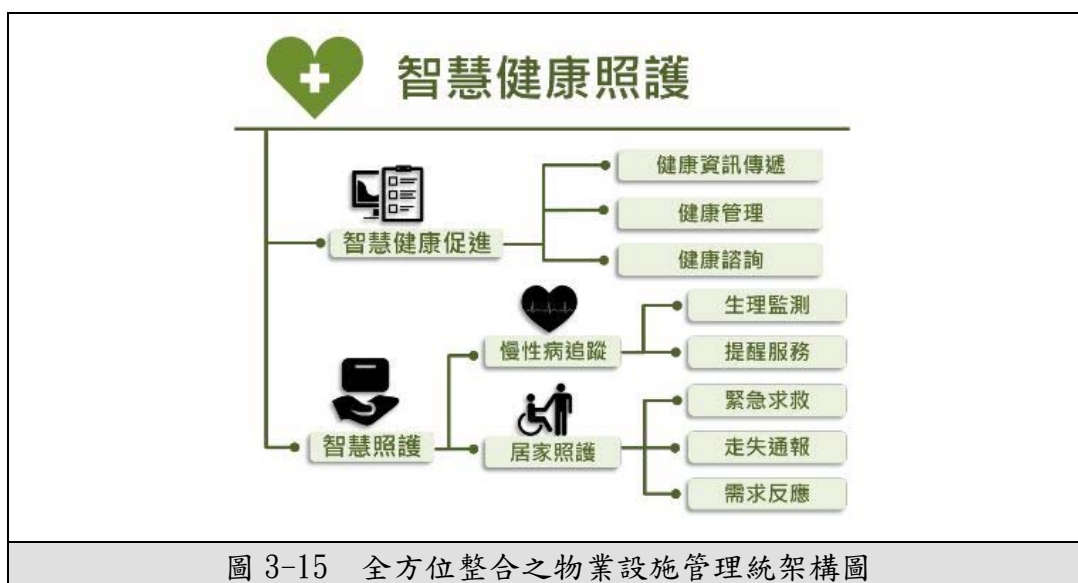 智慧健康照護
健康資訊傳遞
健康管理
智慧健康促進
健康諮詢
生理監測
慢性病追蹤
提醒服務
緊急求救
智慧照護
居家照護
走失通報
需求反應
圖 3-15 全方位整合之物業設施管理統架構圖